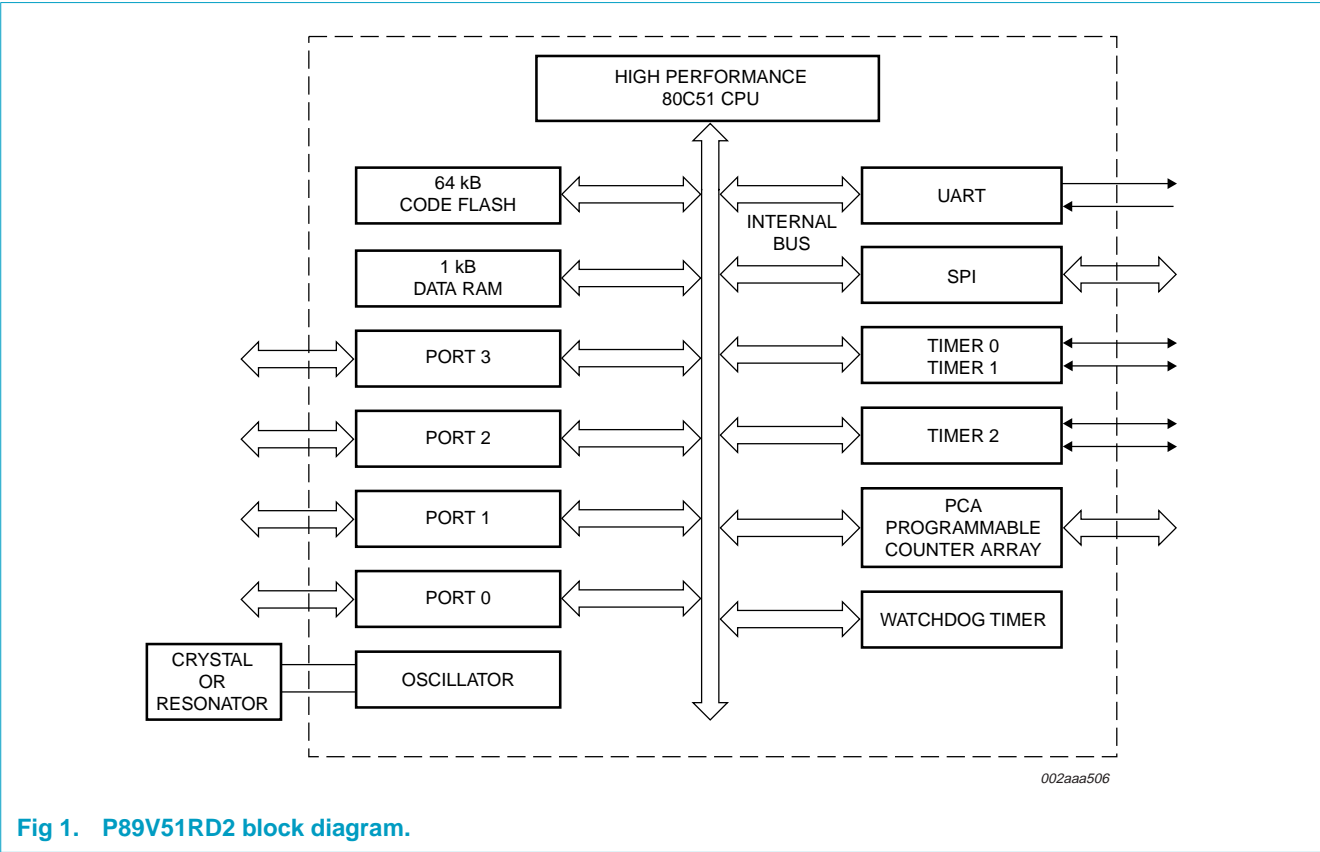 HIGH PERFORMANCE
80C51 CPU
64 kB
CODE FLASH
UART
INTERNAL
BUS
1 kB
DATA RAM
SPI
PORT 3
TIMER 0
TIMER 1
PORT 2
TIMER 2
PORT 1
PCA
PROGRAMMABLE
COUNTER ARRAY
PORT 0
WATCHDOG TIMER
CRYSTAL
OR
RESONATOR
OSCILLATOR
002aaa506
Fig 1. P89V51RD2 block diagram.